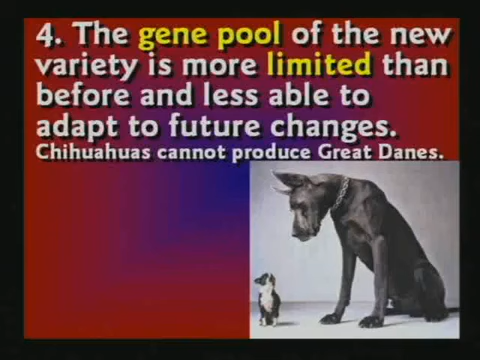 4. The gene pool of the new
variety is more limited than
before and less able to
adapt to future changes.
Chihuahuas cannot produce Great Danes.